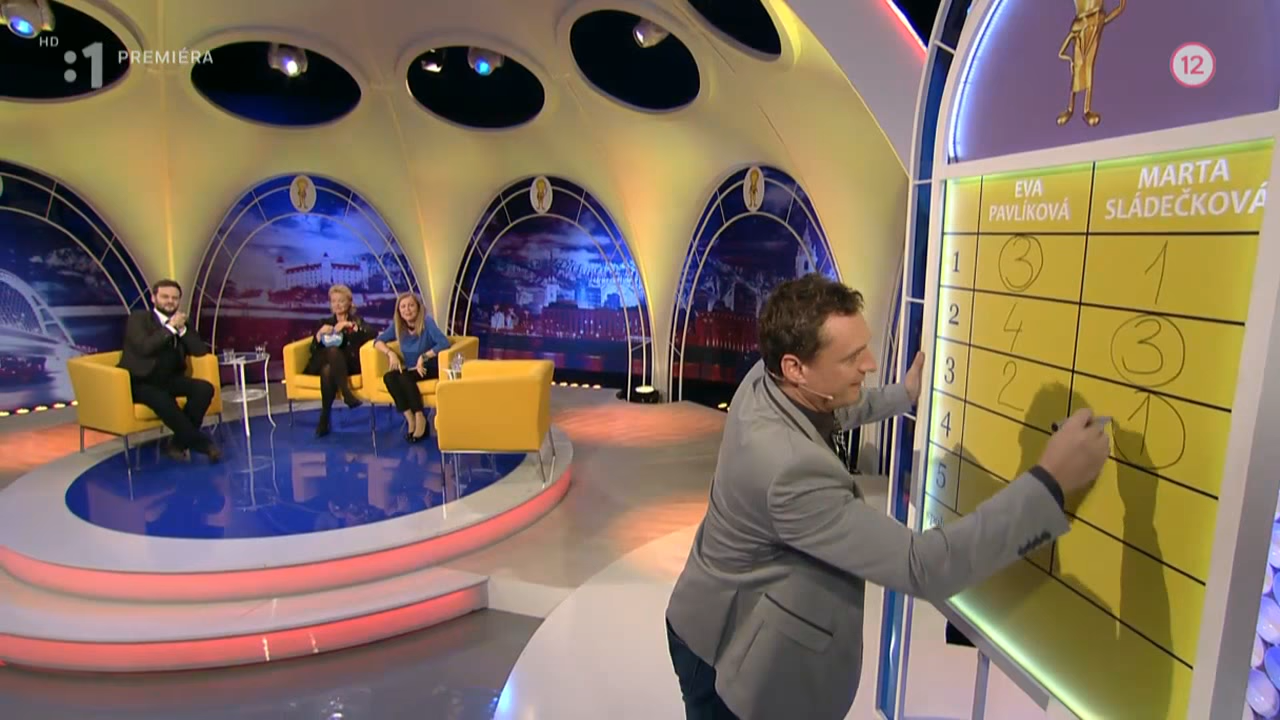 HD :1 PREMIÉRA
12
EVA PAVLÍKOVÁ
MARTA SLÁDEČKOVÁ
1 3 1
2 4 3
3 2 1
4
5